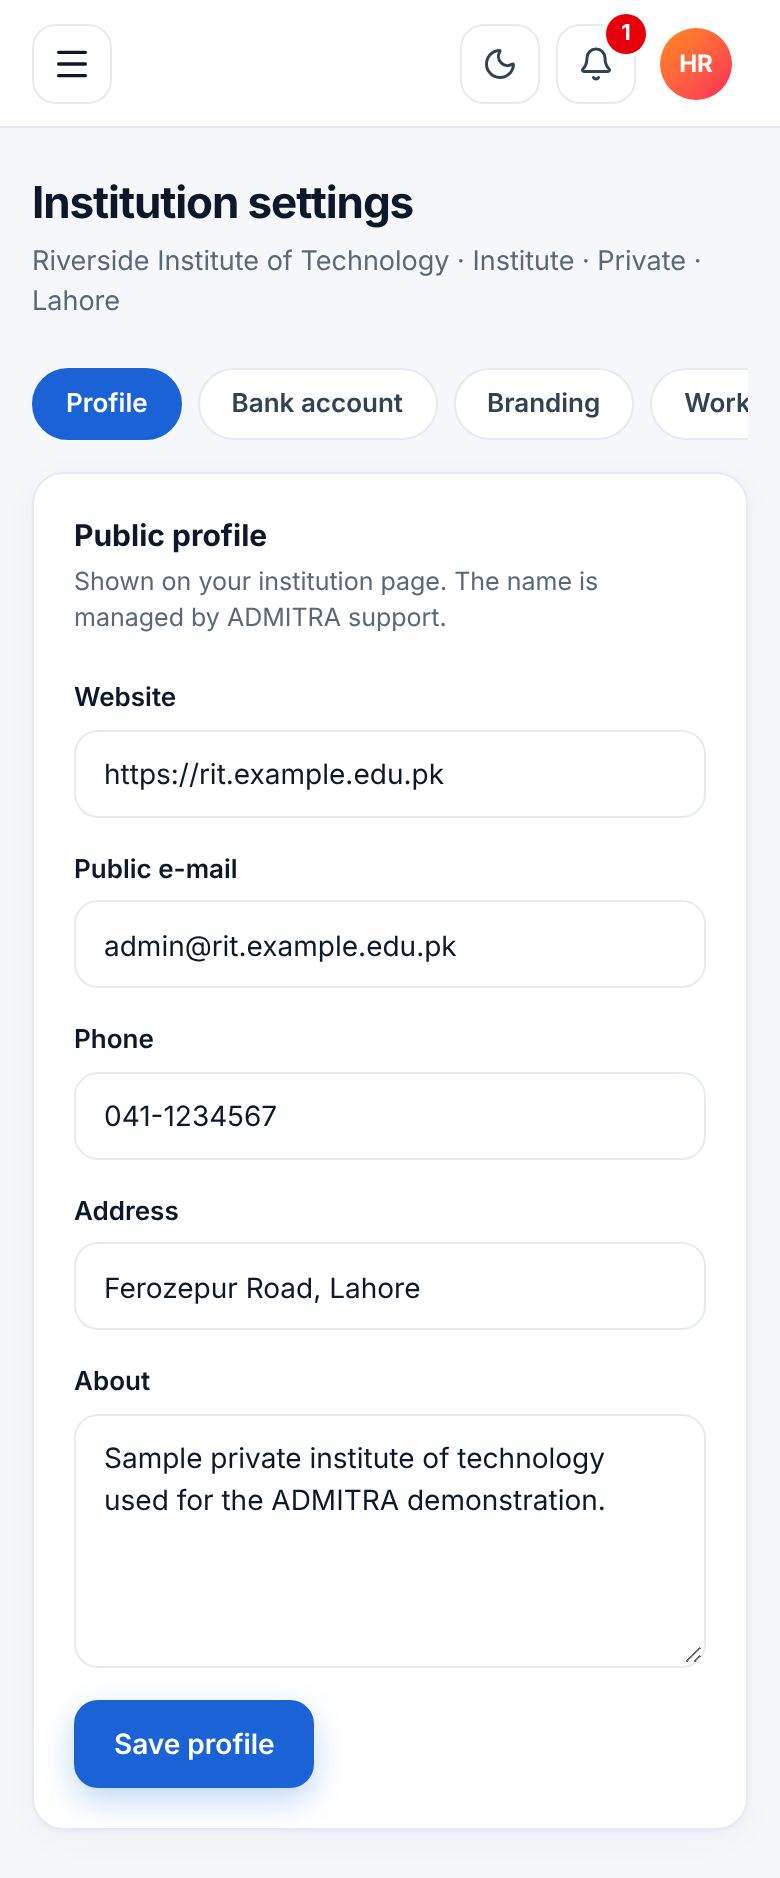 1
HR
Institution settings
Riverside Institute of Technology · Institute · Private ·
Lahore
Profile
Bank account
Branding
Work
Public profile
Shown on your institution page. The name is
managed by ADMITRA support.
Website
https://rit.example.edu.pk
Public e-mail
admin@rit.example.edu.pk
Phone
041-1234567
Address
Ferozepur Road, Lahore
About
Sample private institute of technology
used for the ADMITRA demonstration.
Save profile